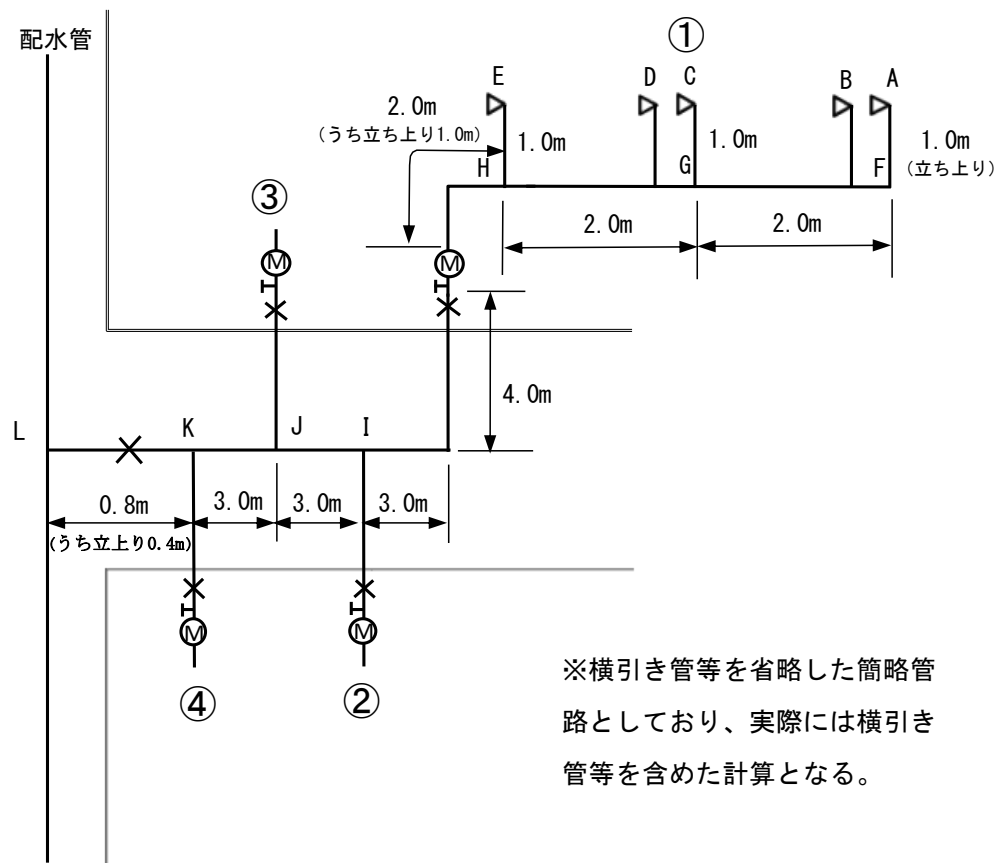 配水管
①
E
D
C
B
A
2.0m
(うち立ち上り1.0m)
1.0m
1.0m
1.0m
(立ち上り)
H
G
F
③
2.0m
2.0m
M
M
4.0m
L
K
J
I
0.8m
3.0m
3.0m
3.0m
(うち立上り0.4m)
M
M
④
②
※横引き管等を省略した簡略管
路としており、実際には横引き
管等を含めた計算となる。